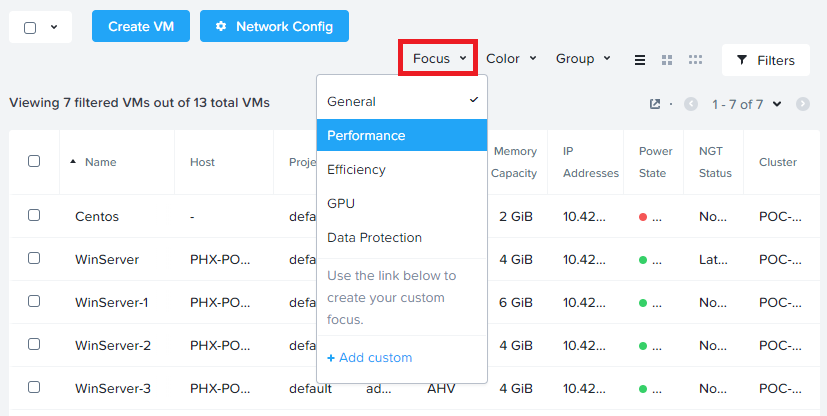 Create VM
Network Config
Focus
Color
Group
Filters
Viewing 7 filtered VMs out of 13 total VMs
1 - 7 of 7
General
Performance
Efficiency
GPU
Data Protection
Use the link below to
create your custom
focus.
+ Add custom
Name Host Proje Memory Capacity IP Addresses Power State NGT Status Cluster
Centos - defa 2 GiB 10.42... ... No... POC-...
WinServer PHX-PO... defa 4 GiB 10.42... ... Lat... POC-...
WinServer-1 PHX-PO... defa 6 GiB 10.42... ... No... POC-...
WinServer-2 PHX-PO... defa 4 GiB 10.42... ... No... POC-...
WinServer-3 PHX-PO... default ad... AHV 4 GiB 10.42... ... No... POC-...